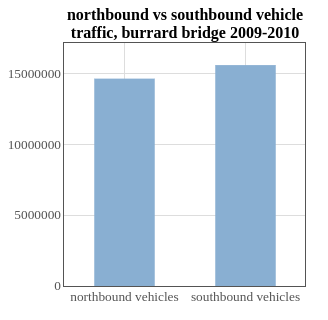 northbound vs southbound vehicle
traffic, burrard bridge 2009-2010
15000000
10000000
5000000
0
northbound vehicles southbound vehicles